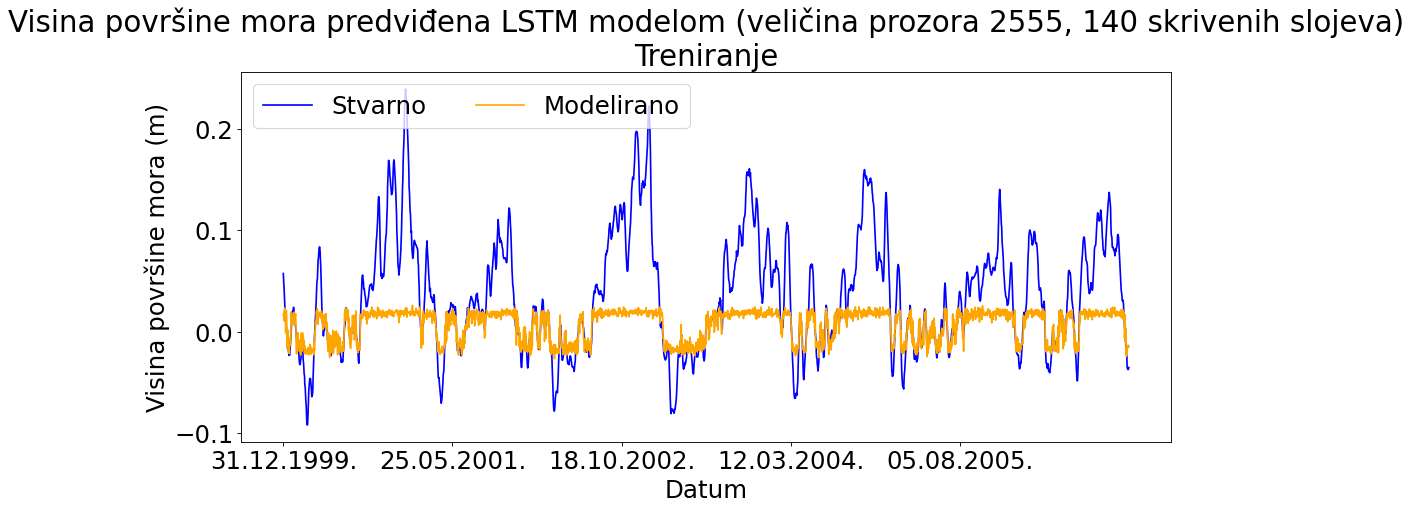 Visina površine mora predviđena LSTM modelom (veličina prozora 2555, 140 skrivenih slojeva)
Treniranje
Stvarno Modelirano
Visina površine mora (m)
0.2
0.1
0.0
−0.1
31.12.1999. 25.05.2001. 18.10.2002. 12.03.2004. 05.08.2005.
Datum